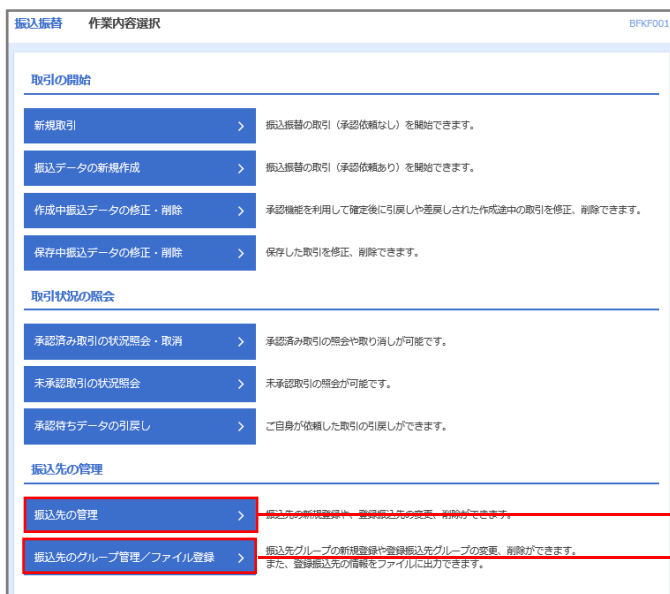 振込振替 作業内容選択 BFKF001
取引の開始
新規取引 振込振替の取引（承認依頼なし）を開始できます。
振込データの新規作成 振込振替の取引（承認依頼あり）を開始できます。
作成中振込データの修正・削除 承認機能を利用して確定後に引戻しや差戻しされた作成途中の取引を修正、削除できます。
保存中振込データの修正・削除 保存した取引を修正、削除できます。
取引状況の照会
承認済み取引の状況照会・取消 承認済み取引の照会や取り消しが可能です。
未承認取引の状況照会 未承認取引の照会が可能です。
承認待ちデータの引戻し ご自身が依頼した取引の引戻しができます。
振込先の管理
振込先の管理 振込先の新規登録や、登録振込先の変更、削除ができます。
振込先のグループ管理／ファイル登録 振込先グループの新規登録や登録振込先グループの変更、削除ができます。
また、登録振込先の情報をファイルに出力できます。